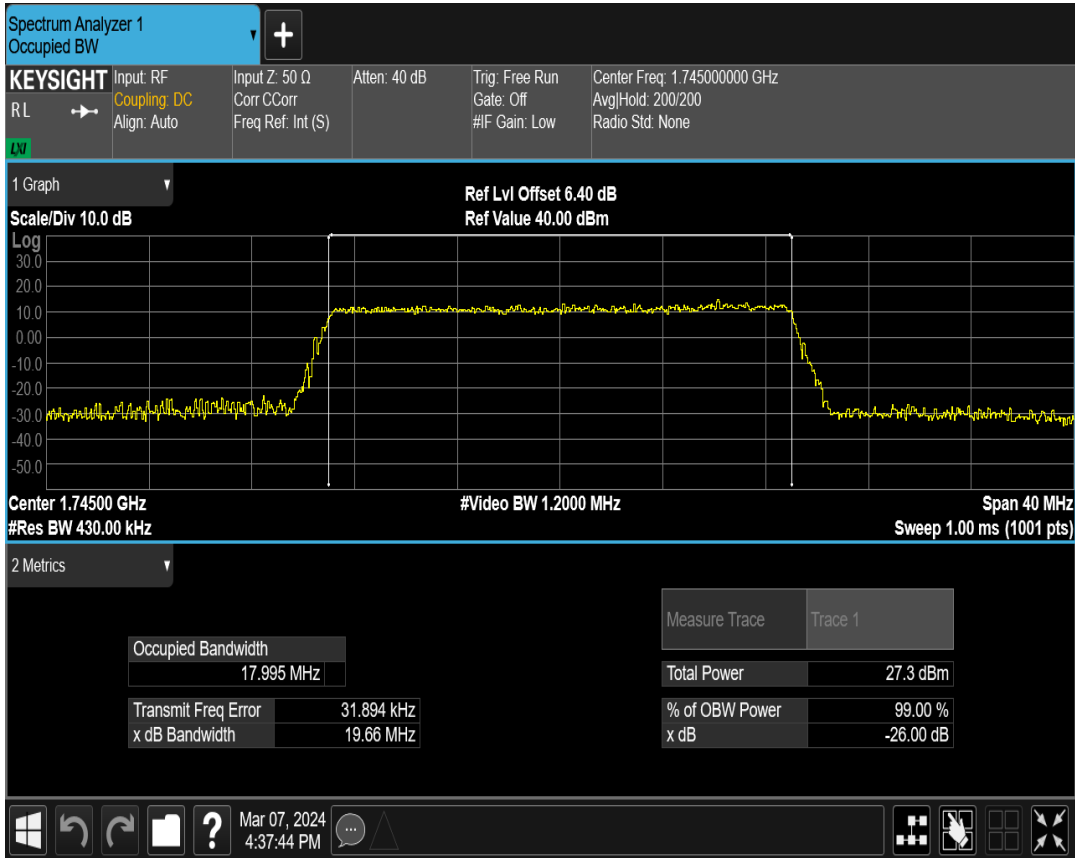 Spectrum Analyzer 1
Occupied BW
+
KEYSIGHT
RL
LXI
Input: RF
Coupling: DC
Align: Auto
Input Z: 50 Ω
Corr CCorr
Freq Ref: Int (S)
Atten: 40 dB
Trig: Free Run
Gate: Off
#IF Gain: Low
Center Freq: 1.745000000 GHz
Avg|Hold: 200/200
Radio Std: None
1 Graph
Scale/Div 10.0 dB
Ref Lvl Offset 6.40 dB
Ref Value 40.00 dBm
Log
30.0
20.0
10.0
0.00
-10.0
-20.0
-30.0
-40.0
-50.0
Center 1.74500 GHz
#Video BW 1.2000 MHz
Span 40 MHz
#Res BW 430.00 kHz
Sweep 1.00 ms (1001 pts)
2 Metrics
Measure Trace Trace 1
Occupied Bandwidth
17.995 MHz
Total Power 27.3 dBm
Transmit Freq Error 31.894 kHz
% of OBW Power 99.00 %
x dB Bandwidth 19.66 MHz
x dB -26.00 dB
?
Mar 07, 2024
4:37:44 PM